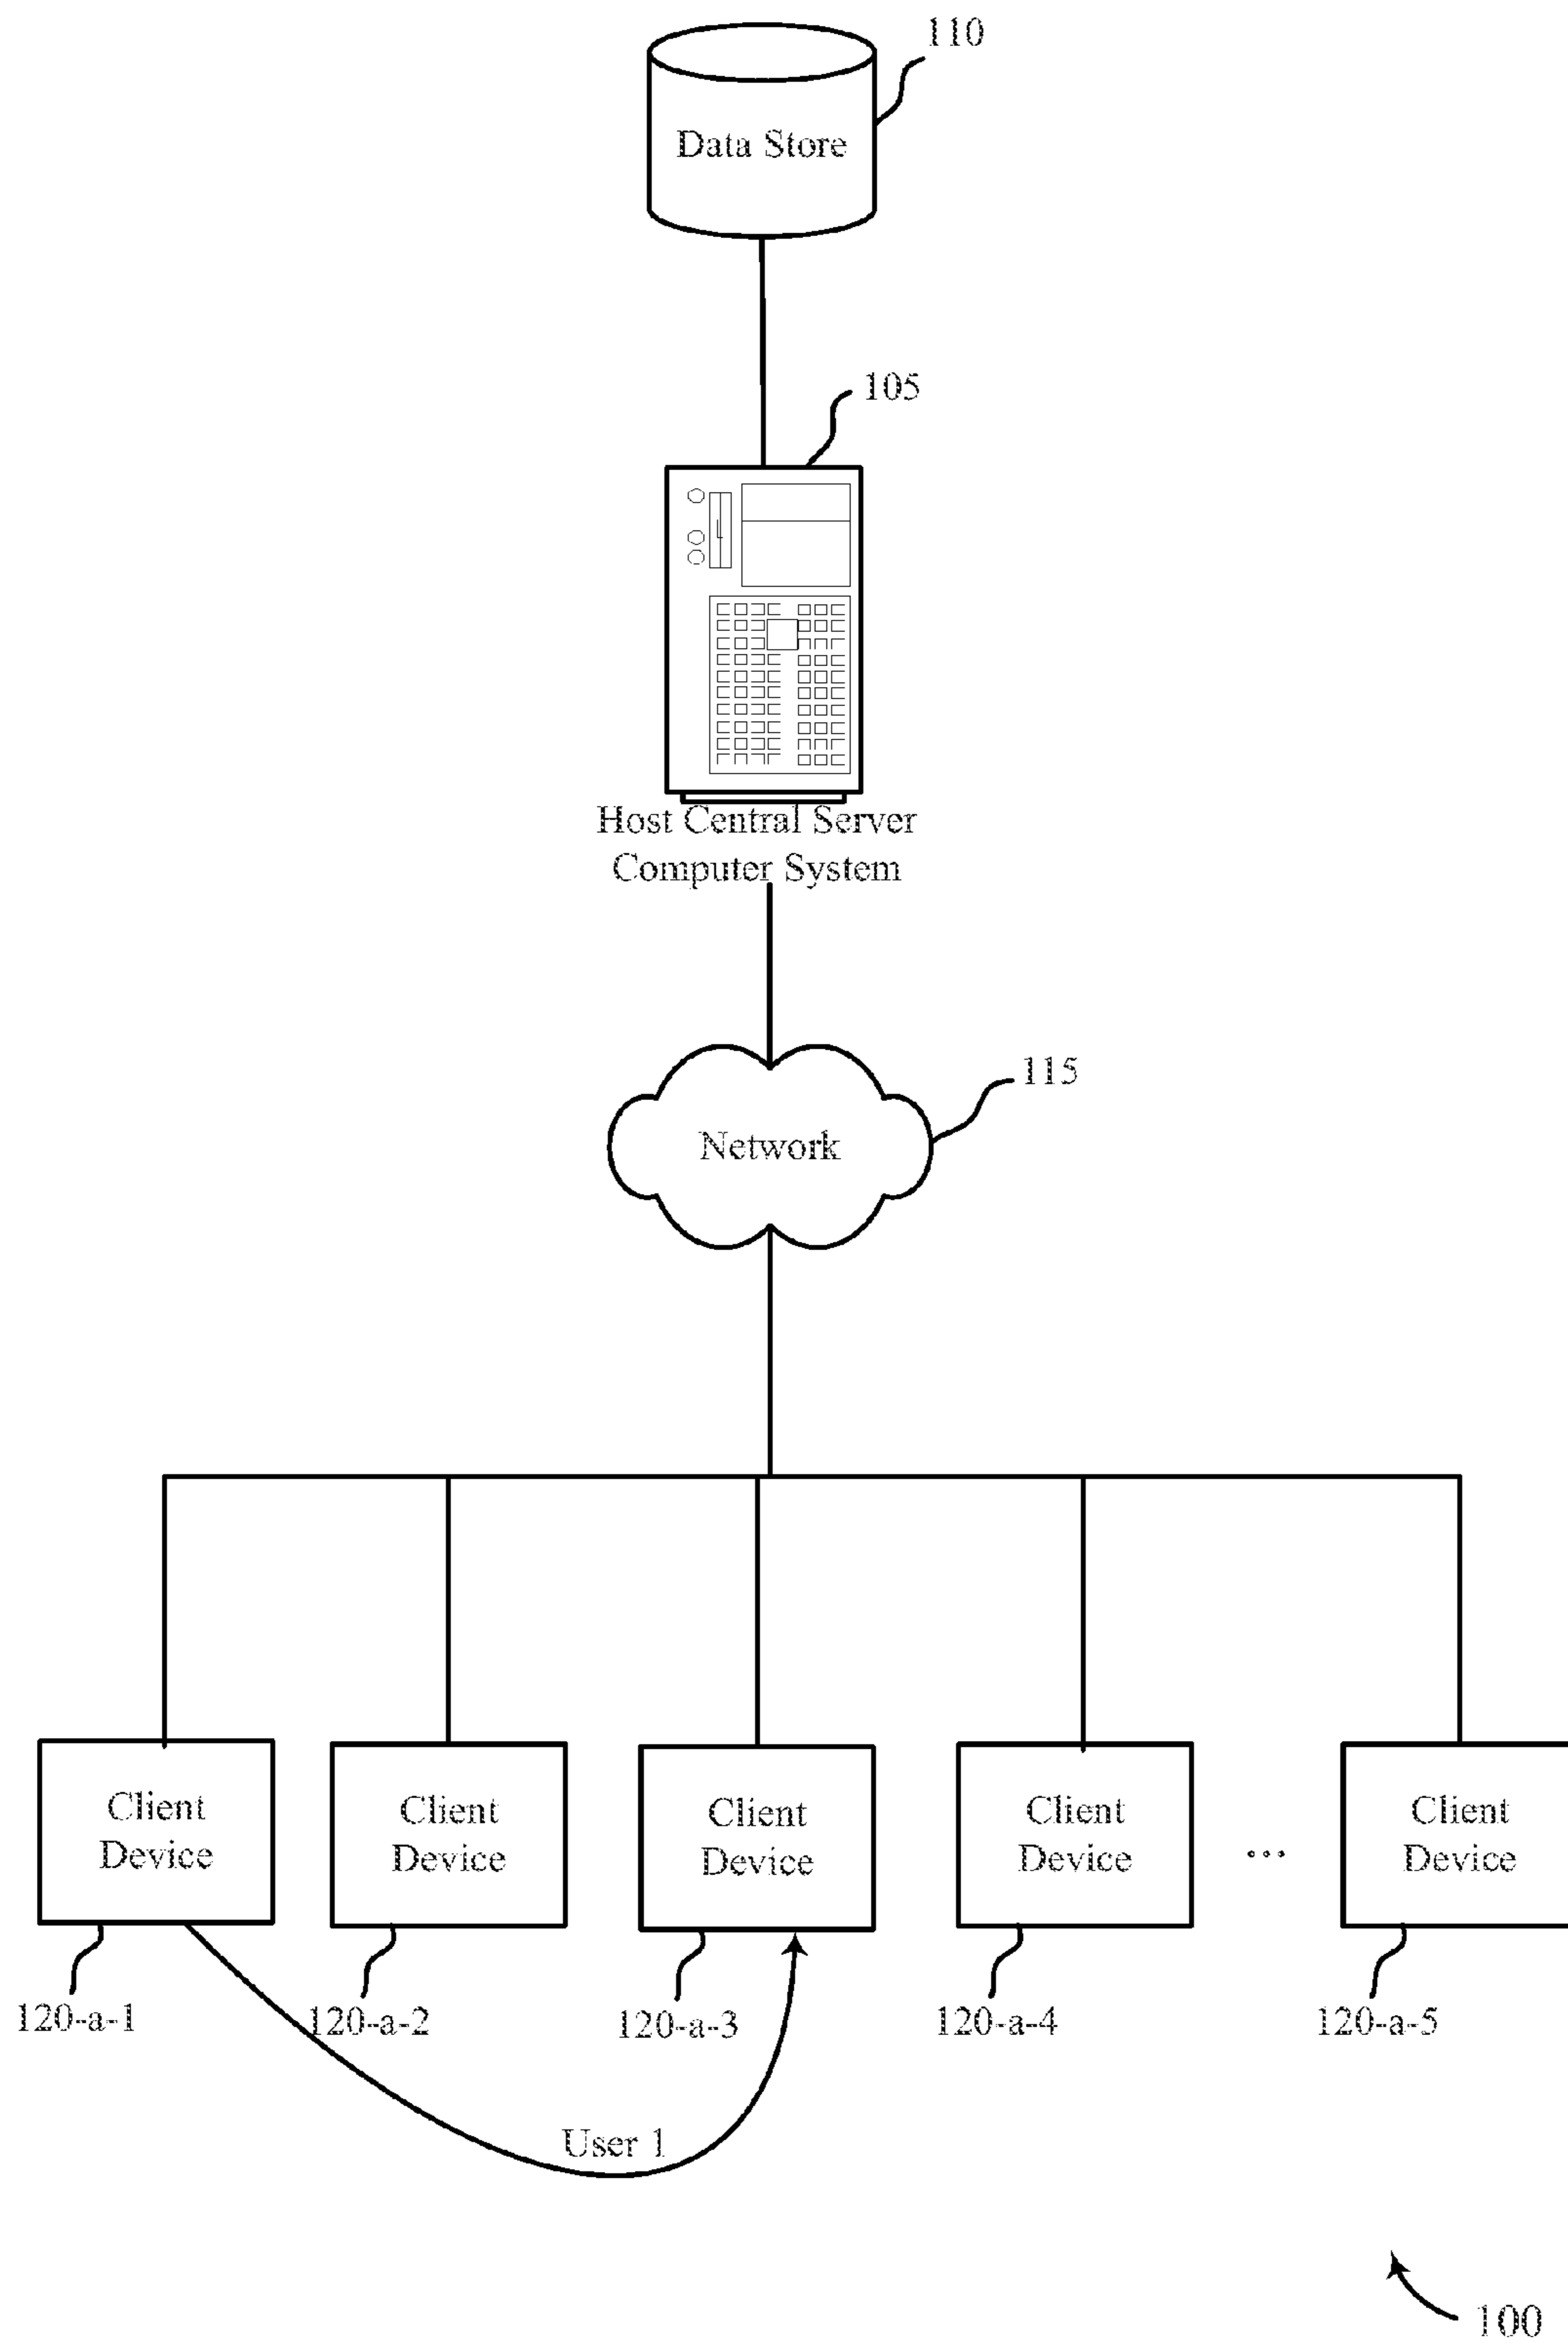 110
Data Store
105
Host Central Server
Computer System
115
Network
Client
Device
Client
Device
Client
Device
Client
Device
...
Client
Device
120-a-1
120-a-2
120-a-3
120-a-4
120-a-5
User 1
100